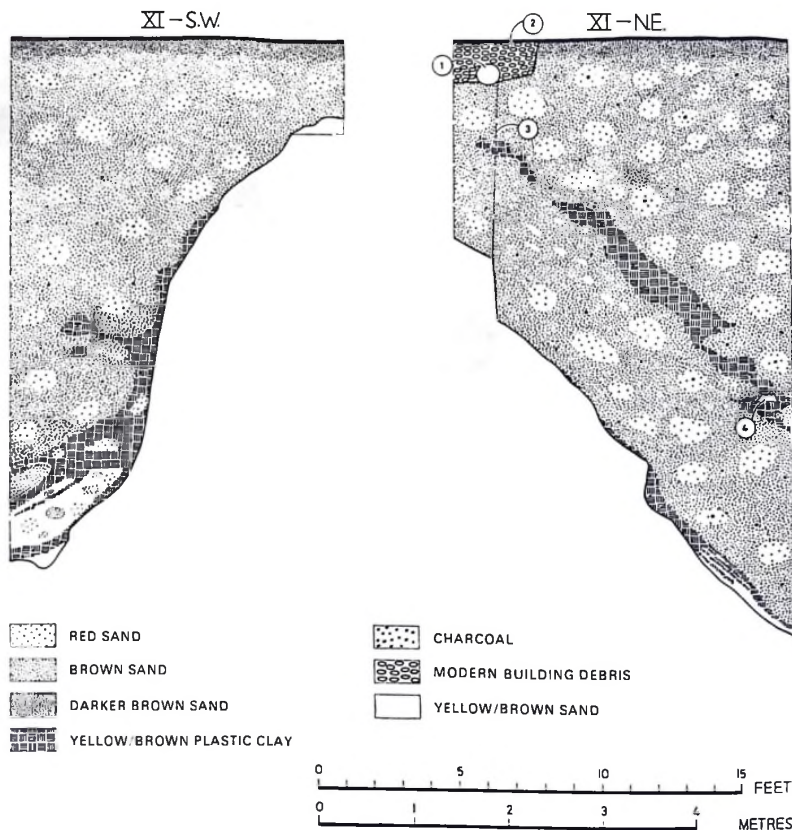 XI-S.W.
XI-N.E.
2
1
3
4
RED SAND
BROWN SAND
DARKER BROWN SAND
YELLOW/BROWN PLASTIC CLAY
CHARCOAL
MODERN BUILDING DEBRIS
YELLOW/BROWN SAND
0 5 10 15 FEET
0 1 2 3 4 METRES